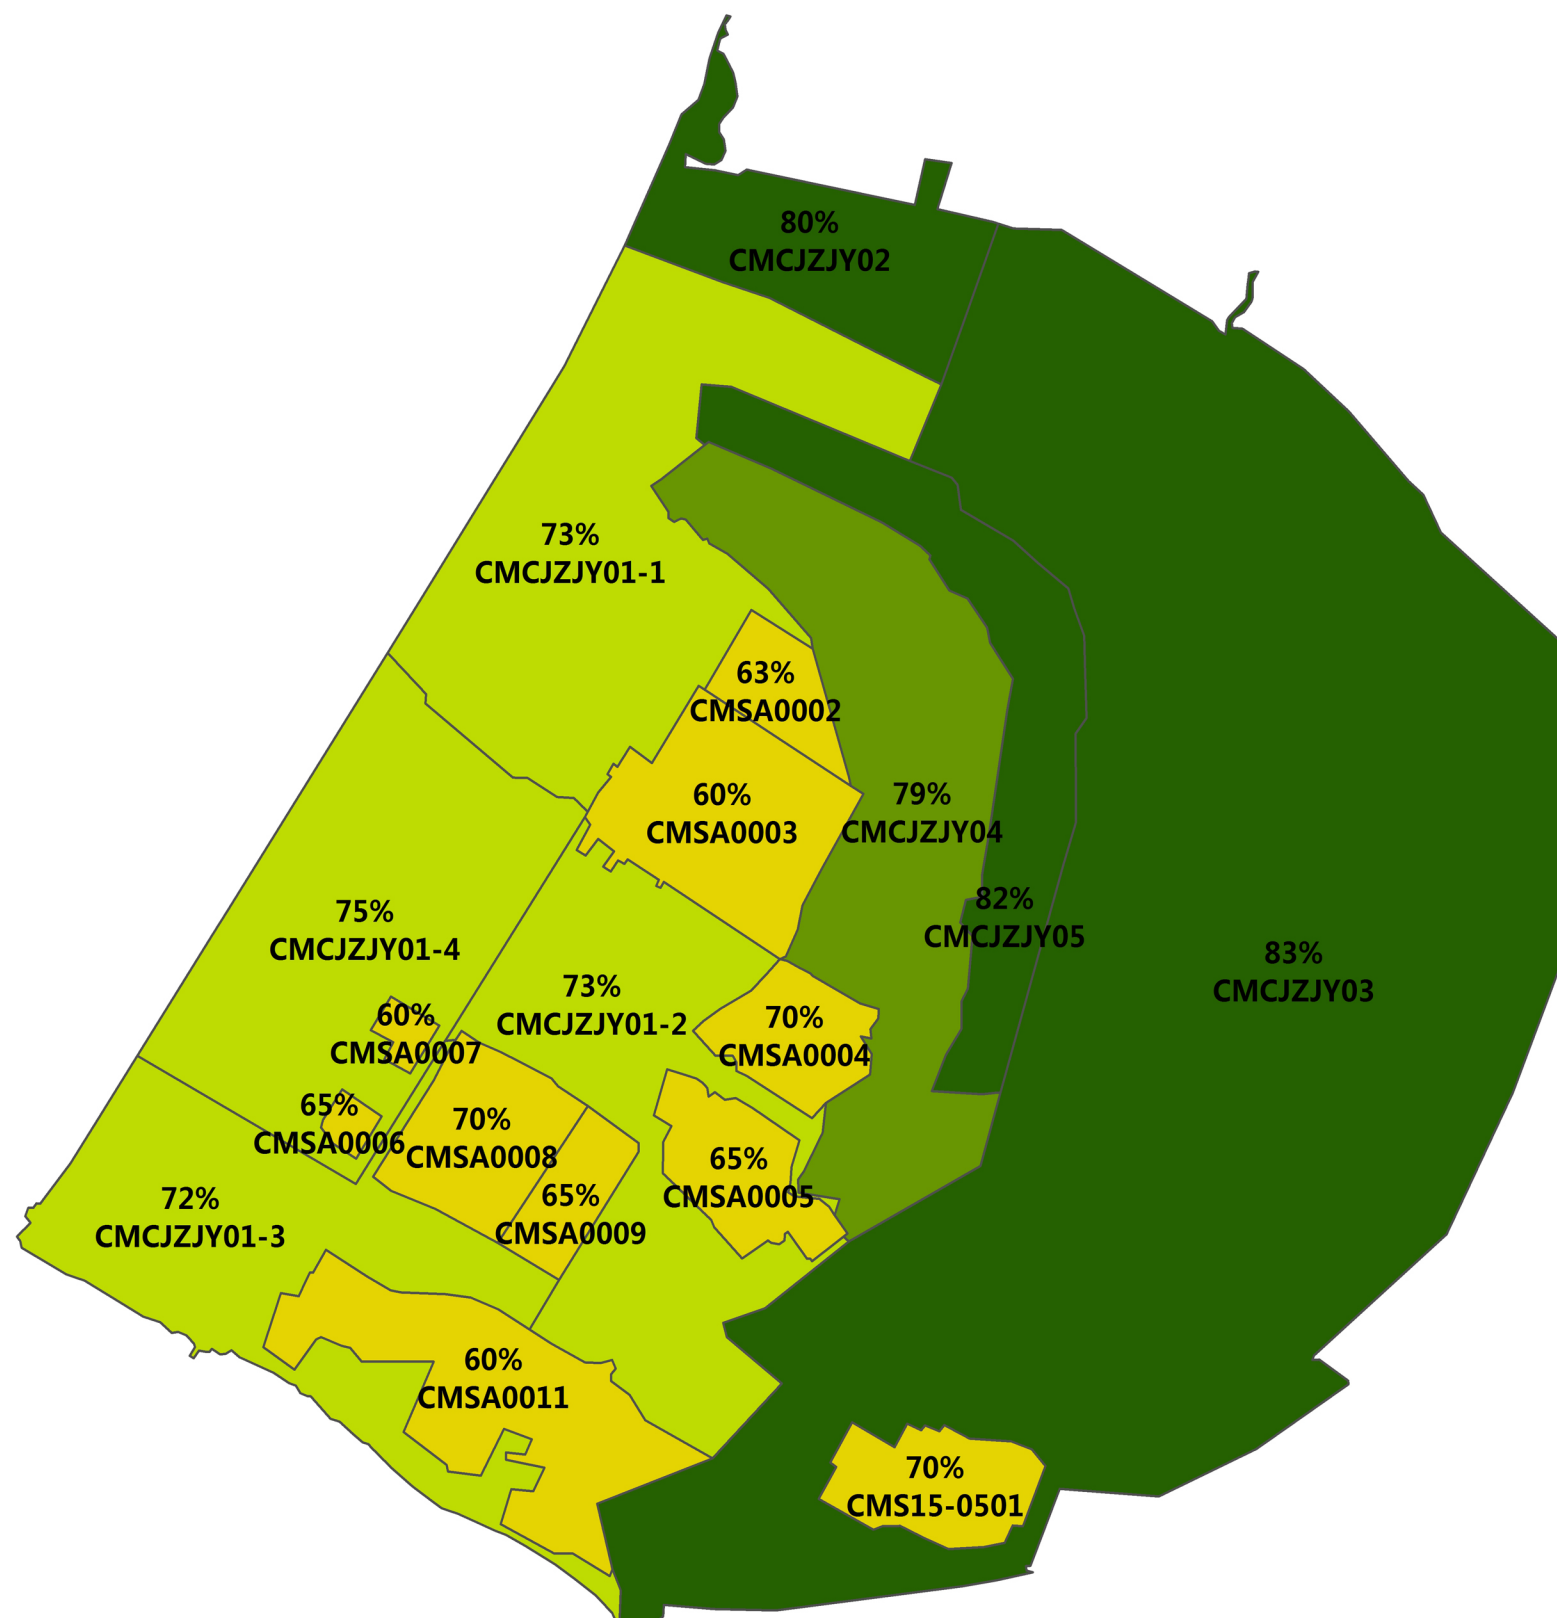 80%
CMCJZJY02
73%
CMCJZJY01-1
63%
CMSA0002
60%
CMSA0003
79%
CMCJZJY04
82%
CMCJZJY05
83%
CMCJZJY03
75%
CMCJZJY01-4
73%
CMCJZJY01-2
60%
CMSA0007
70%
CMSA0004
65%
CMSA0006
70%
CMSA0008
65%
CMSA0005
65%
CMSA0009
72%
CMCJZJY01-3
60%
CMSA0011
70%
CMS15-0501